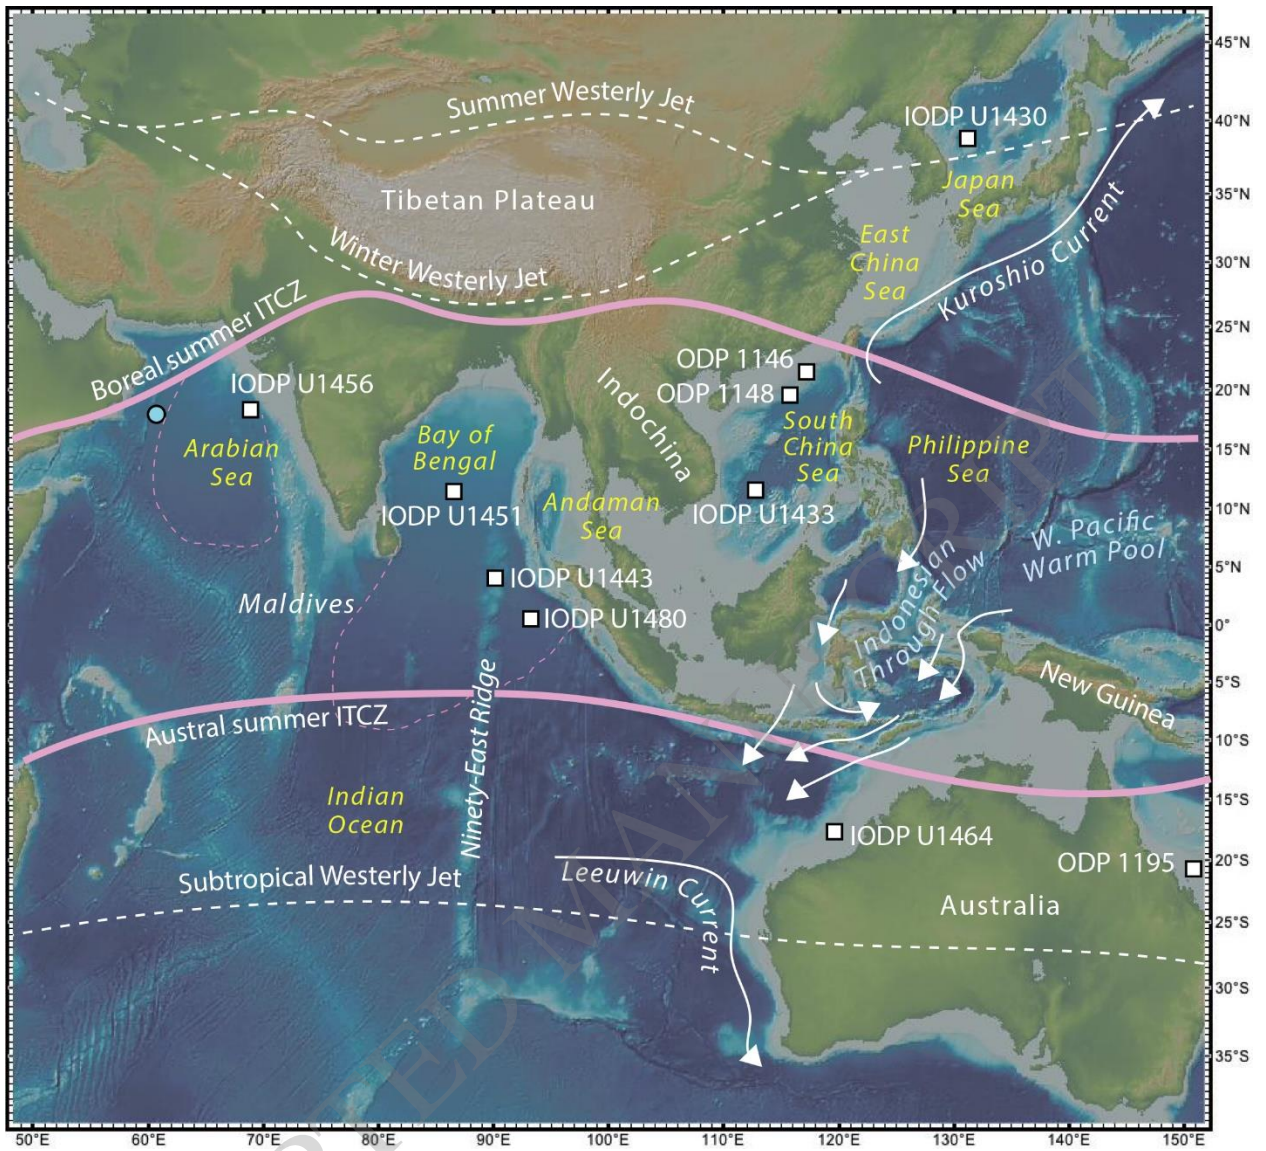 45°N
Summer Westerly Jet
IODP U1430
40°N
Tibetan Plateau
Japan
Sea
35°N
Winter Westerly Jet
East
China
Sea
Kuroshio Current
30°N
Boreal summer ITCZ
25°N
IODP U1456
Indochina
ODP 1146
ODP 1148
20°N
Arabian
Sea
Bay of
Bengal
South
China
Sea
Philippine
Sea
15°N
IODP U1451
Andaman
Sea
IODP U1433
10°N
W. Pacific
Warm Pool
IODP U1443
Indonesian
Through Flow
5°N
Maldives
IODP U1480
0°
New Guinea
5°S
Austral summer ITCZ
Ninety-East Ridge
10°S
Indian
Ocean
15°S
IODP U1464
ODP 1195
20°S
Subtropical Westerly Jet
Leeuwin Current
Australia
25°S
30°S
35°S
50°E
60°E
70°E
80°E
90°E
100°E
110°E
120°E
130°E
140°E
150°E